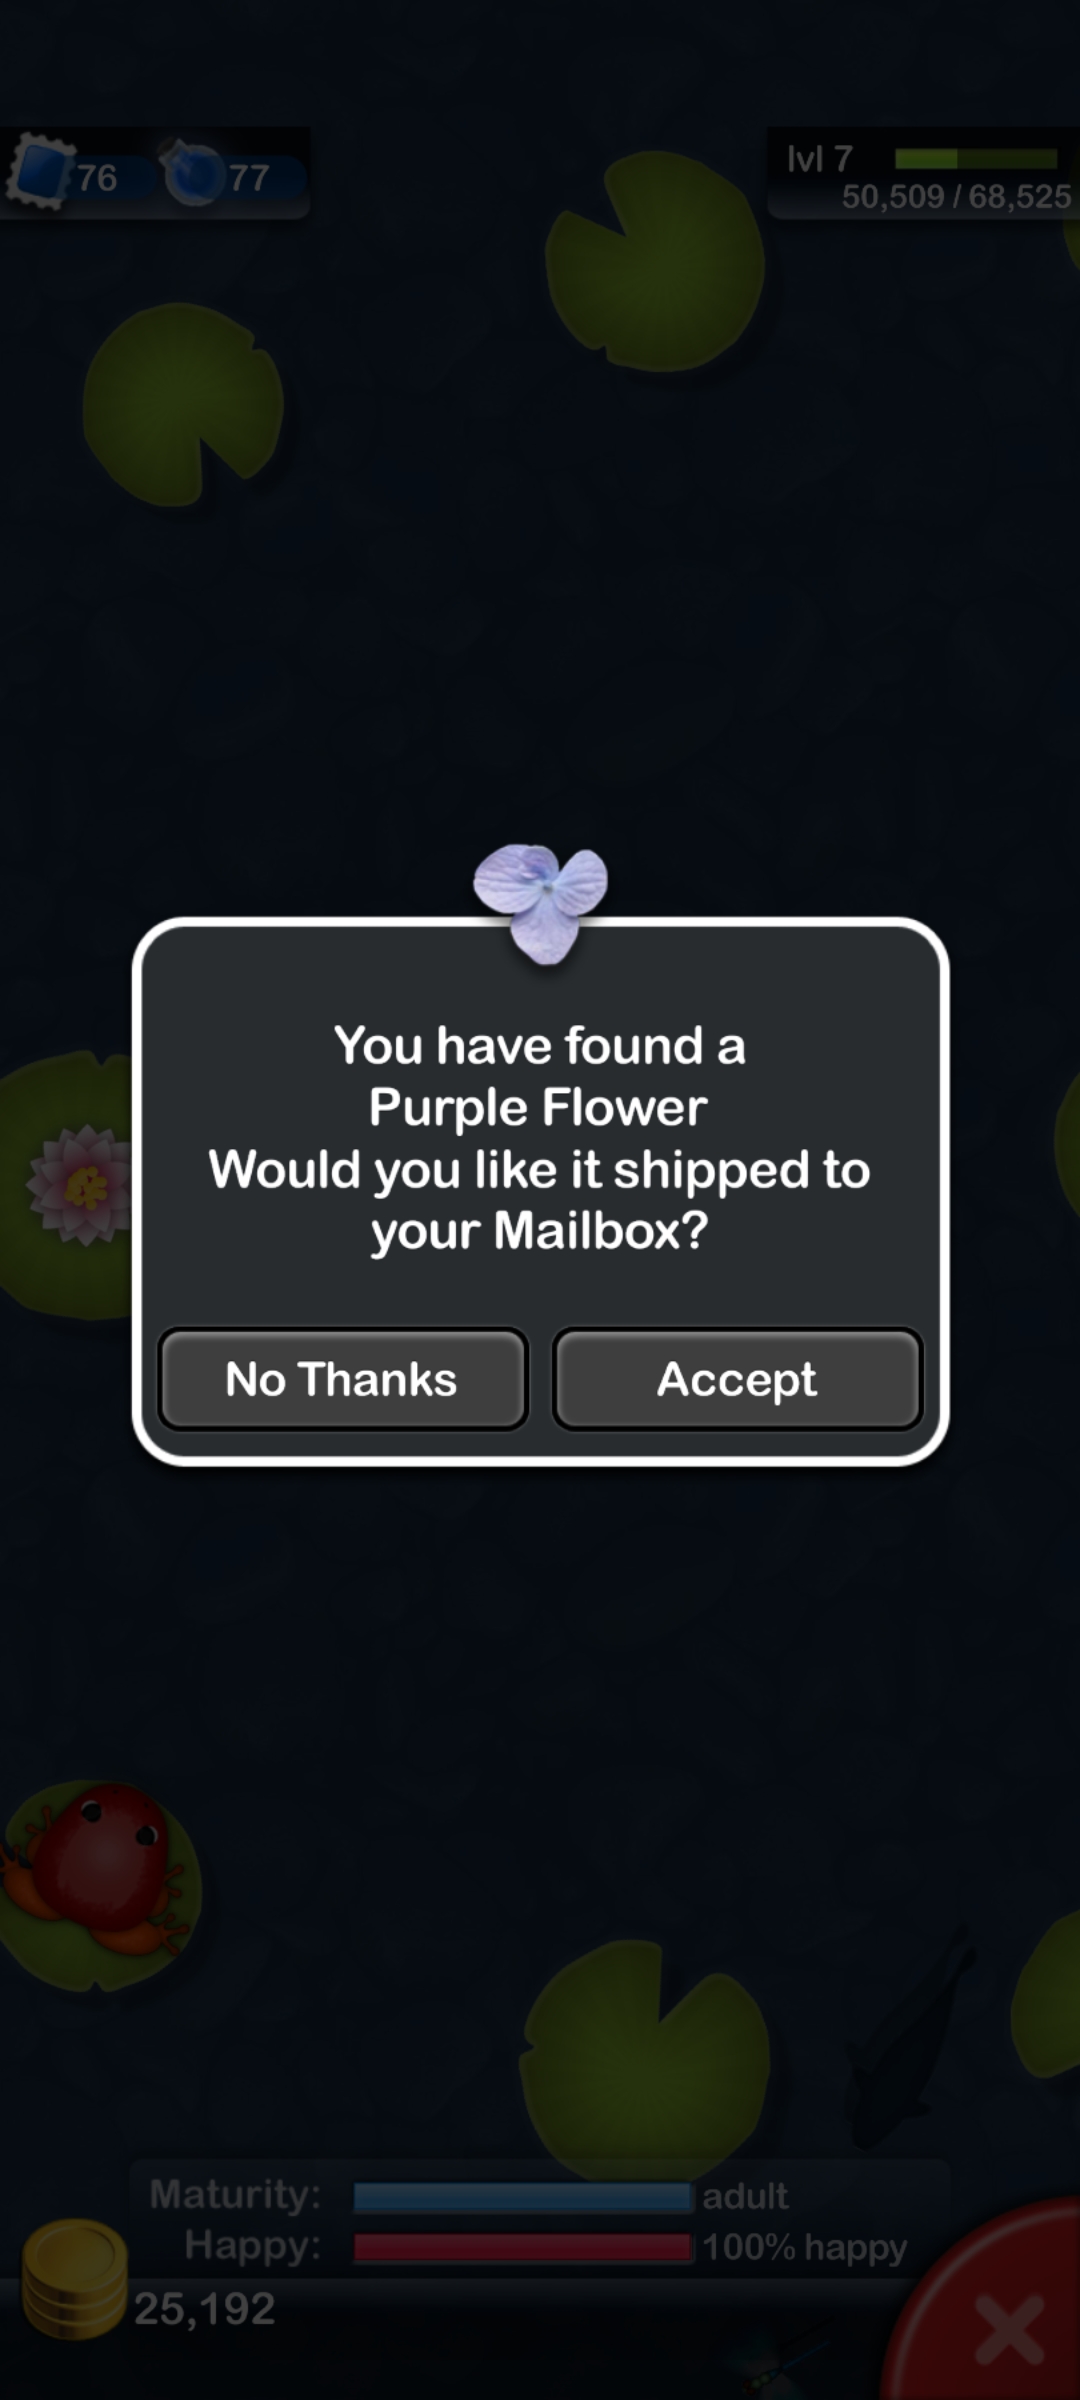 76 77
lvl 7
50,509 / 68,525
You have found a
Purple Flower
Would you like it shipped to
your Mailbox?
No Thanks Accept
Maturity: adult
Happy: 100% happy
25,192